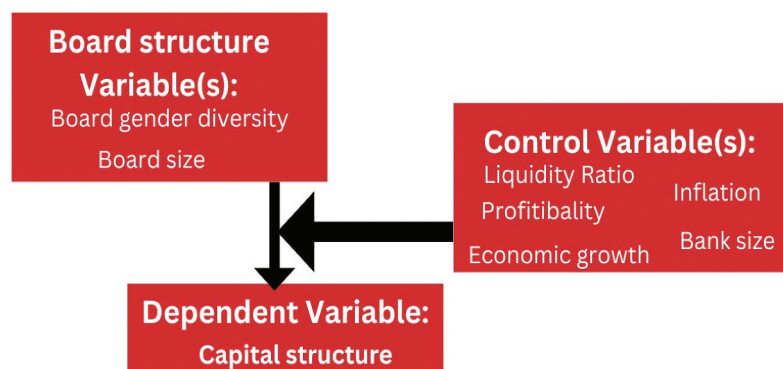 Board structure
Variable(s):
Board gender diversity
Board size
Control Variable(s):
Liquidity Ratio
Inflation
Profitibality
Bank size
Economic growth
Dependent Variable:
Capital structure